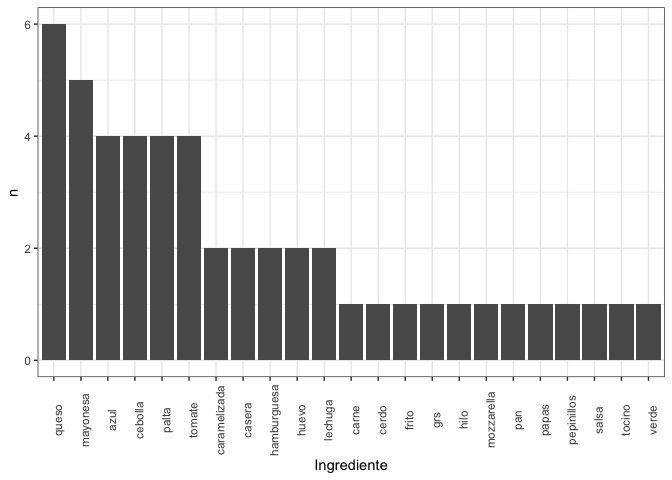 6
4
2
0
n
queso
mayonesa
azul
cebolla
palta
tomate
caramelizada
casera
hamburguesa
huevo
lechuga
carne
cerdo
frito
grs
hilo
mozzarella
pan
papas
pepinillos
salsa
tocino
verde
Ingrediente